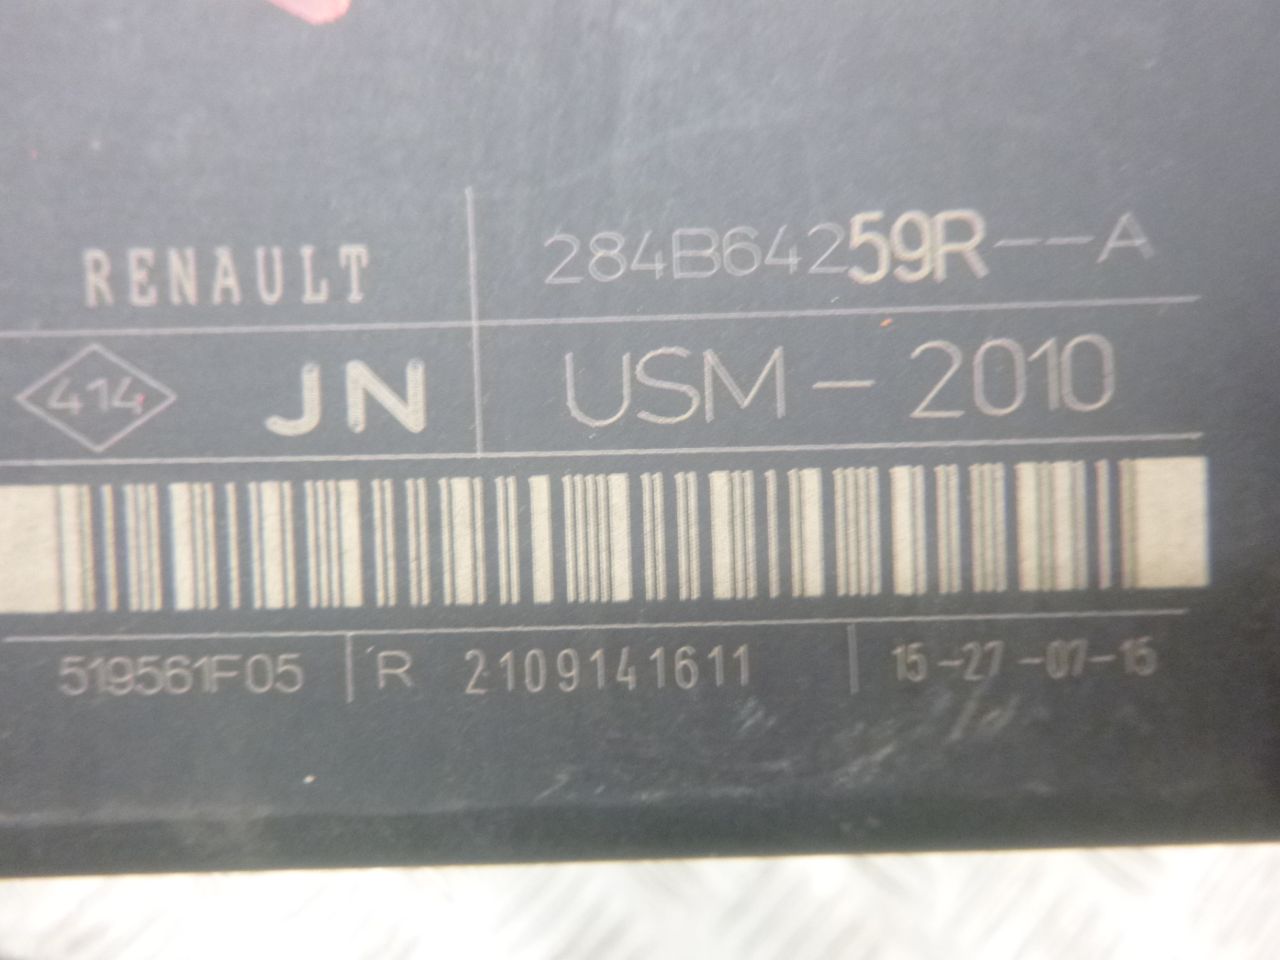 RENAULT 284B64259R--A
414 JN USM-2010
519561F05 R 2109141611 15-27-07-15